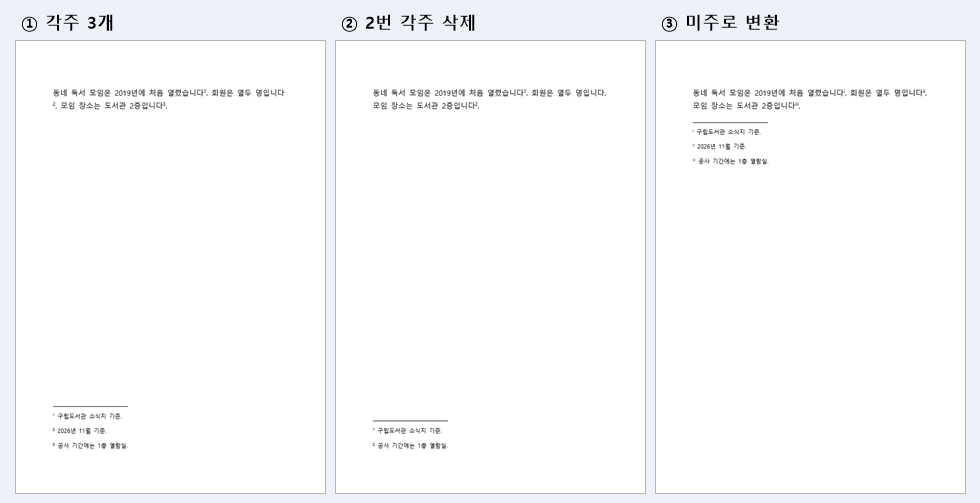 ① 각주 3개
동네 독서 모임은 2019년에 처음 열렸습니다¹. 회원은 열두 명입니다
². 모임 장소는 도서관 2층입니다³.
¹ 구립도서관 소식지 기준.
² 2026년 11월 기준.
³ 공사 기간에는 1층 열람실.
② 2번 각주 삭제
동네 독서 모임은 2019년에 처음 열렸습니다¹. 회원은 열두 명입니다.
모임 장소는 도서관 2층입니다².
¹ 구립도서관 소식지 기준.
² 공사 기간에는 1층 열람실.
③ 미주로 변환
동네 독서 모임은 2019년에 처음 열렸습니다ⁱ. 회원은 열두 명입니다ⁱⁱ.
모임 장소는 도서관 2층입니다ⁱⁱⁱ.
ⁱ 구립도서관 소식지 기준.
ⁱⁱ 2026년 11월 기준.
ⁱⁱⁱ 공사 기간에는 1층 열람실.